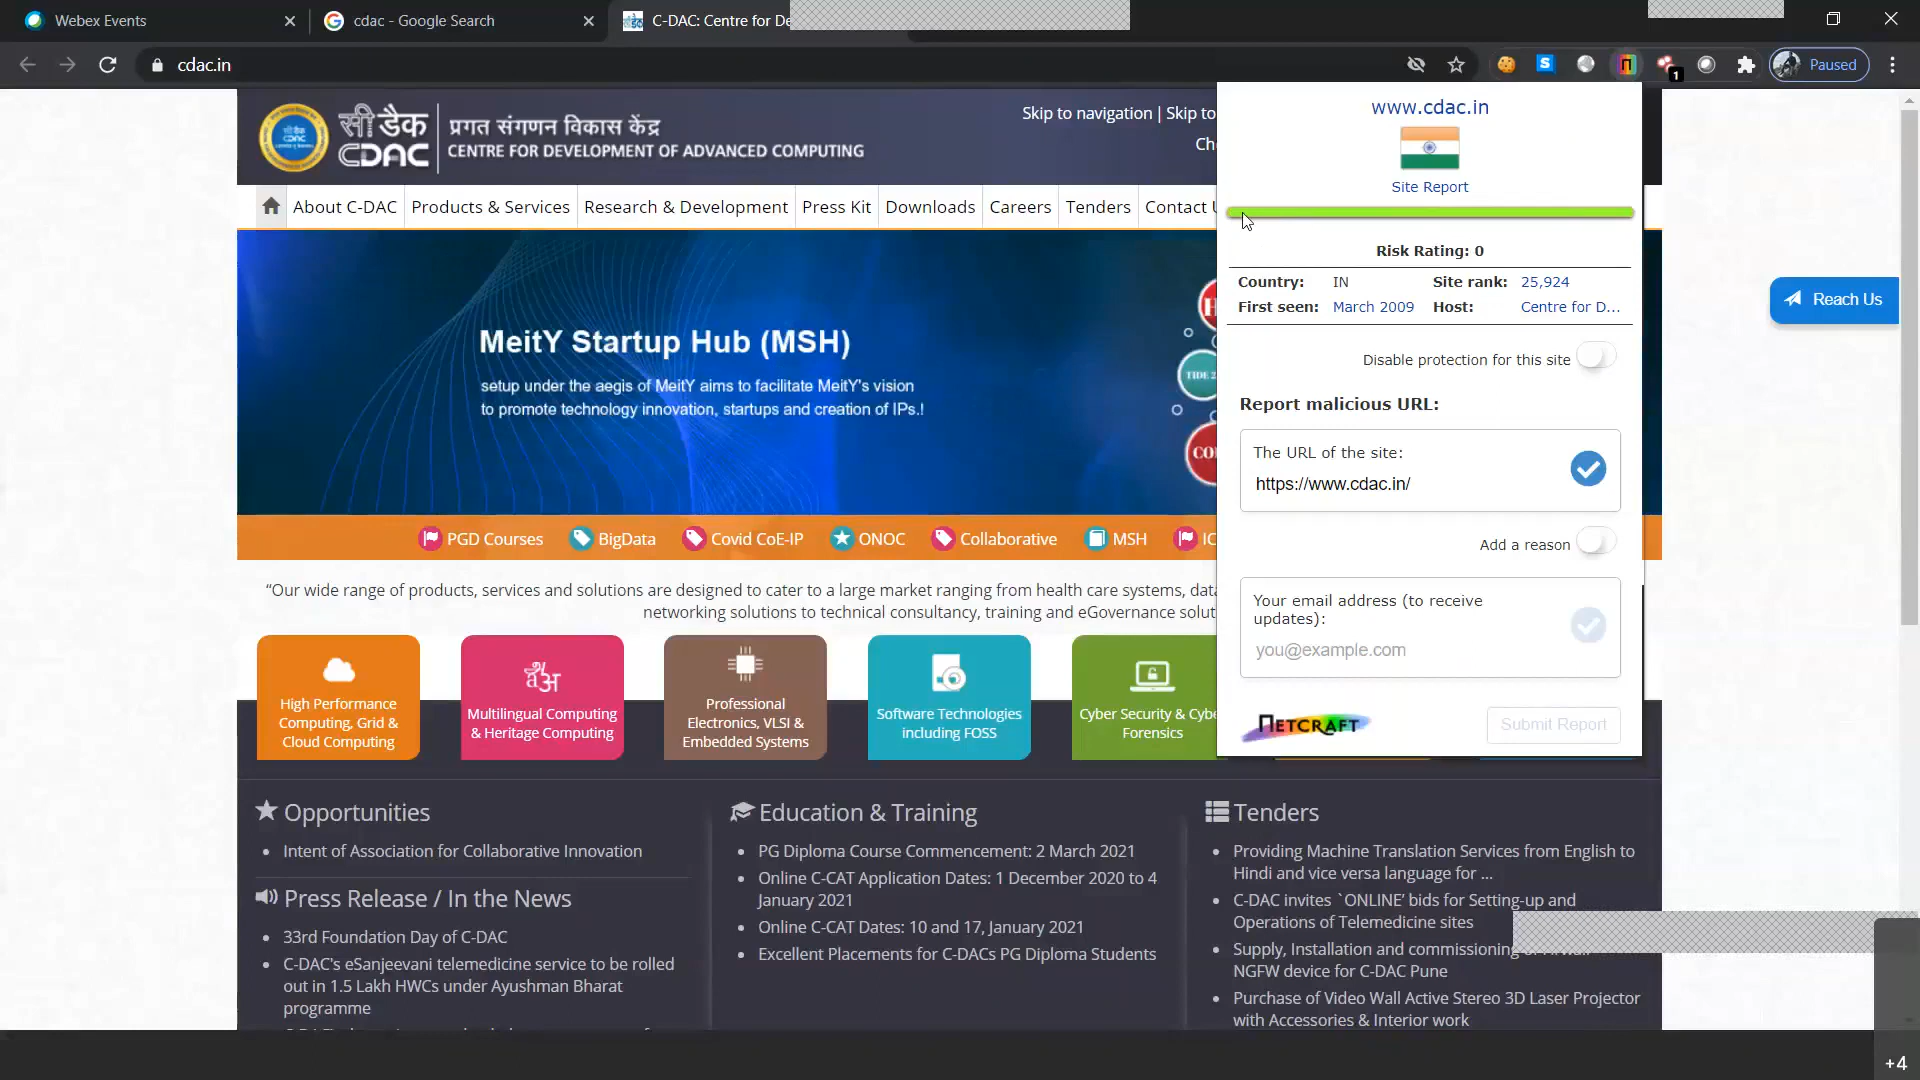 Webex Events
cdac - Google Search
C-DAC: Centre for De
cdac.in
S
1
Paused
सी डैक
CDAC
प्रगत संगणन विकास केंद्र
CENTRE FOR DEVELOPMENT OF ADVANCED COMPUTING
Skip to navigation | Skip to
Ch
About C-DAC
Products & Services
Research & Development
Press Kit
Downloads
Careers
Tenders
Contact U
MeitY Startup Hub (MSH)
setup under the aegis of MeitY aims to facilitate MeitY's vision
to promote technology innovation, startups and creation of IPs.!
TIDE 2
CO
PGD Courses
BigData
Covid CoE-IP
ONOC
Collaborative
MSH
IC
"Our wide range of products, services and solutions are designed to cater to a large market ranging from health care systems, data
networking solutions to technical consultancy, training and eGovernance solut
High Performance
Computing, Grid &
Cloud Computing
Multilingual Computing
& Heritage Computing
Professional
Electronics, VLSI &
Embedded Systems
Software Technologies
including FOSS
Cyber Security & Cybe
Forensics
Opportunities
Intent of Association for Collaborative Innovation
Press Release / In the News
33rd Foundation Day of C-DAC
C-DAC's eSanjeevani telemedicine service to be rolled
out in 1.5 Lakh HWCs under Ayushman Bharat
programme
Education & Training
PG Diploma Course Commencement: 2 March 2021
Online C-CAT Application Dates: 1 December 2020 to 4
January 2021
Online C-CAT Dates: 10 and 17, January 2021
Excellent Placements for C-DACs PG Diploma Students
Tenders
Providing Machine Translation Services from English to
Hindi and vice versa language for ...
C-DAC invites `ONLINE' bids for Setting-up and
Operations of Telemedicine sites
Supply, Installation and commissioning
NGFW device for C-DAC Pune
Purchase of Video Wall Active Stereo 3D Laser Projector
with Accessories & Interior work
www.cdac.in
Site Report
Risk Rating: 0
Country: IN Site rank: 25,924
First seen: March 2009 Host: Centre for D...
Disable protection for this site
Report malicious URL:
The URL of the site:
https://www.cdac.in/
Add a reason
Your email address (to receive
updates):
you@example.com
NETCRAFT
Submit Report
Reach Us
+4